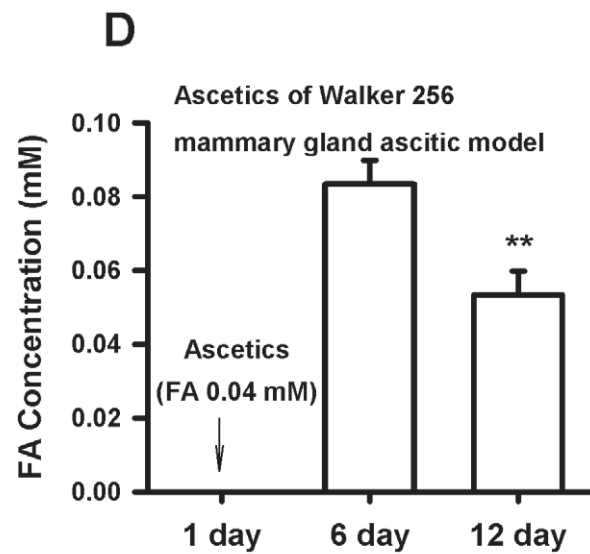 D
Ascetics of Walker 256
mammary gland ascitic model
FA Concentration (mM)
0.10
0.08
0.06
0.04
0.02
0.00
Ascetics
(FA 0.04 mM)
**
1 day 6 day 12 day